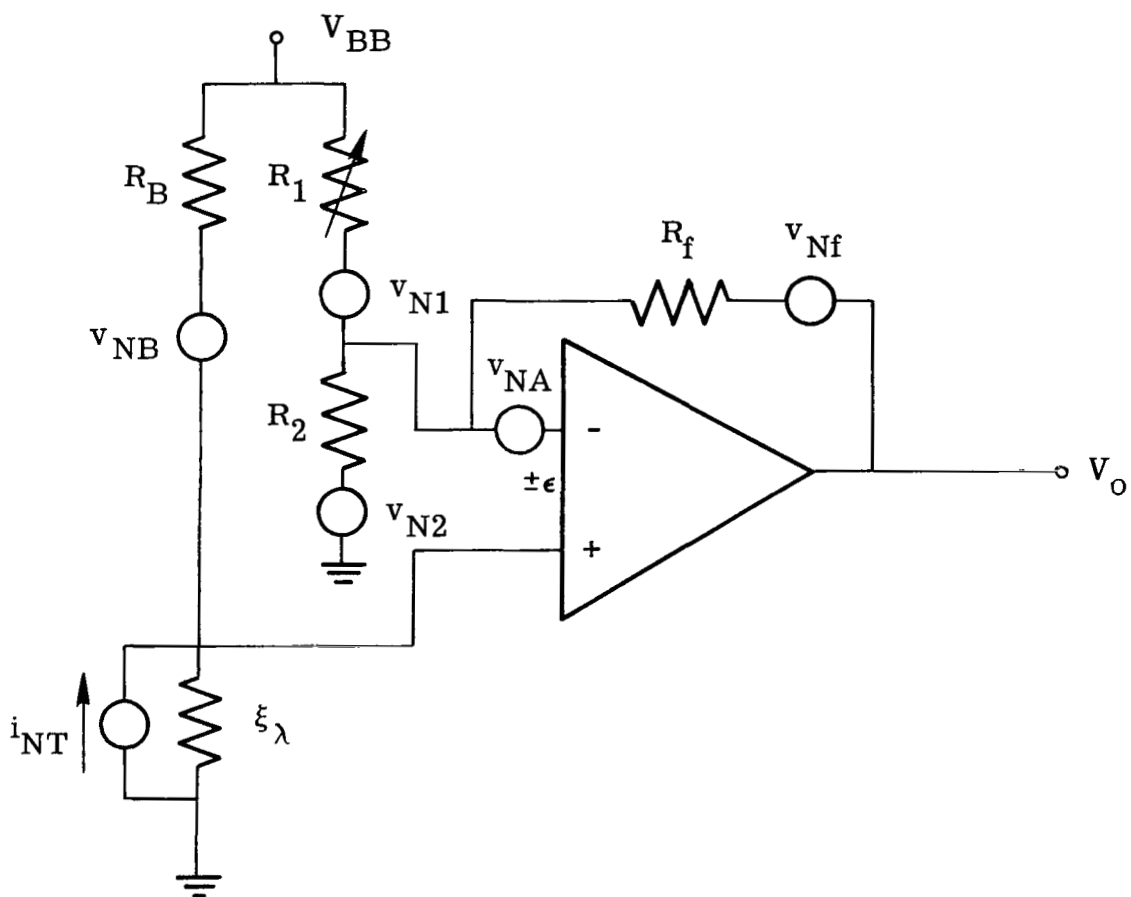 V_BB
R_B
R_1
R_f
v_Nf
v_N1
v_NB
v_NA
R_2
-
±ϵ
V_o
v_N2
+
i_NT
ξ_λ